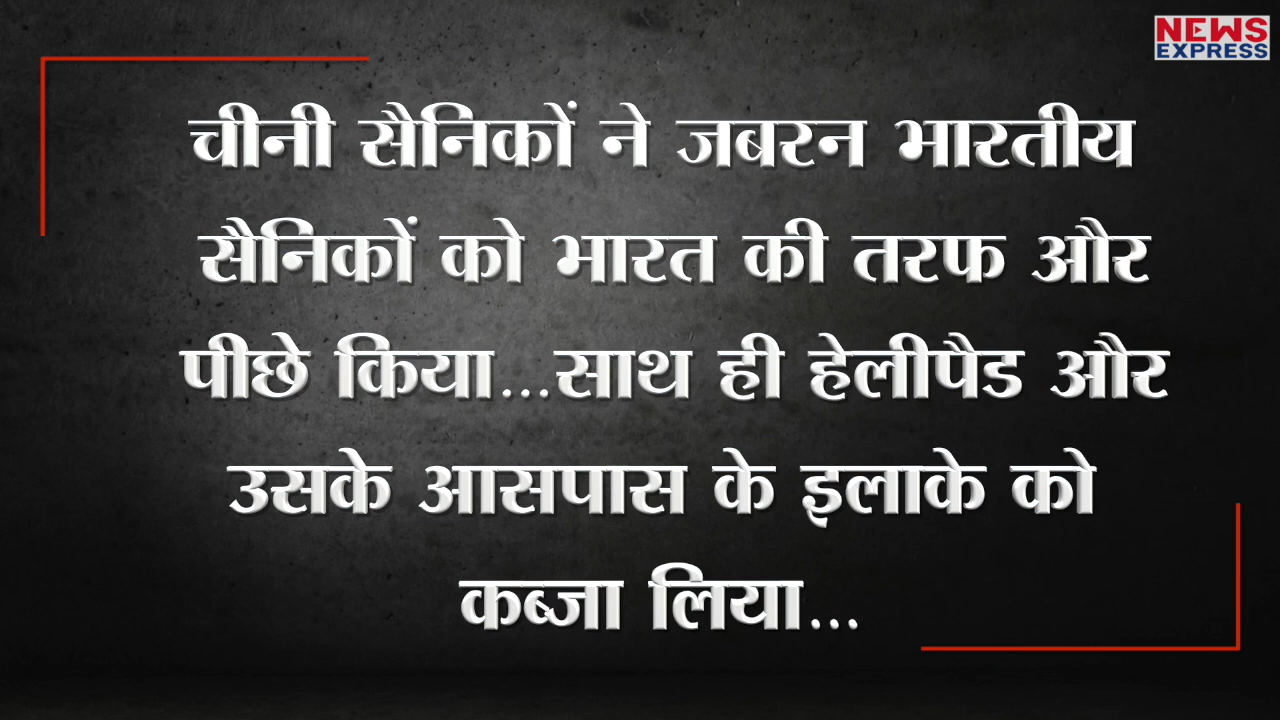 NEWS
EXPRESS
चीनी सैनिकों ने जबरन भारतीय
सैनिकों को भारत की तरफ और
पीछे किया...साथ ही हेलीपैड और
उसके आसपास के इलाके को
कब्जा लिया...